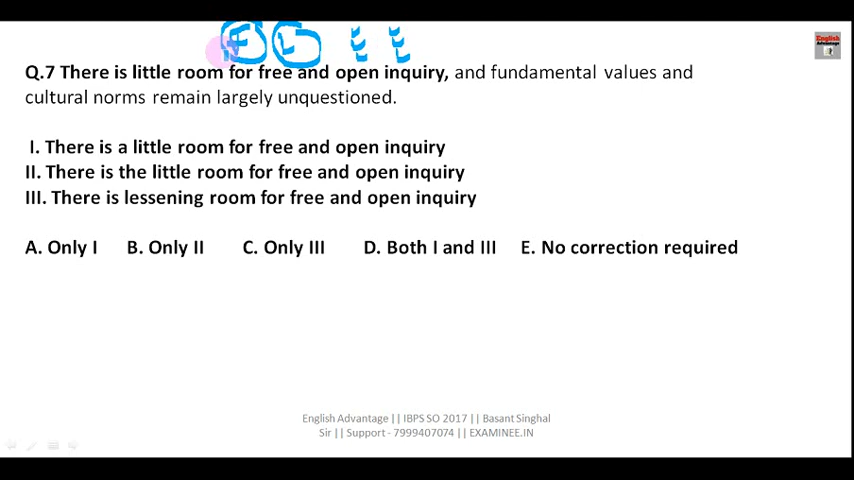 F L E E
English
Advantage
Q.7 There is little room for free and open inquiry, and fundamental values and
cultural norms remain largely unquestioned.
I. There is a little room for free and open inquiry
II. There is the little room for free and open inquiry
III. There is lessening room for free and open inquiry
A. Only I B. Only II C. Only III D. Both I and III E. No correction required
English Advantage || IBPS SO 2017 || Basant Singhal
Sir || Support - 7999407074 || EXAMINEE.IN